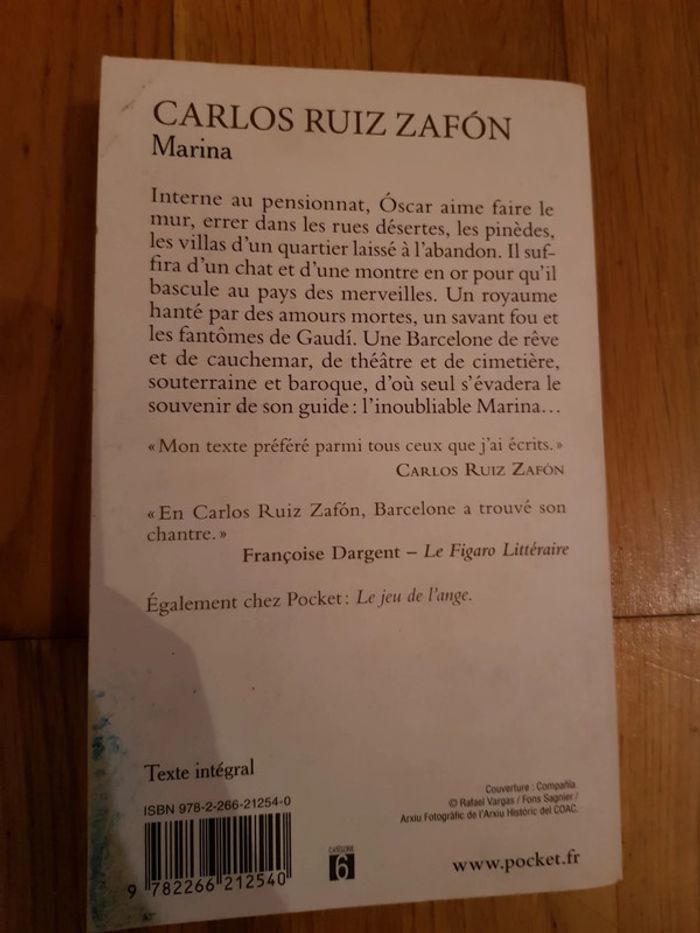 CARLOS RUIZ ZAFÓN
Marina
Interne au pensionnat, Óscar aime faire le
mur, errer dans les rues désertes, les pinèdes,
les villas d'un quartier laissé à l'abandon. Il suf-
fira d'un chat et d'une montre en or pour qu'il
bascule au pays des merveilles. Un royaume
hanté par des amours mortes, un savant fou et
les fantômes de Gaudí. Une Barcelone de rêve
et de cauchemar, de théâtre et de cimetière,
souterraine et baroque, d'où seul s'évadera le
souvenir de son guide : l'inoubliable Marina…
« Mon texte préféré parmi tous ceux que j'ai écrits. »
CARLOS RUIZ ZAFÓN
« En Carlos Ruiz Zafón, Barcelone a trouvé son
chantre. »
Françoise Dargent – Le Figaro Littéraire
Également chez Pocket : Le jeu de l'ange.
Texte intégral
ISBN 978-2-266-21254-0
9 782266 212540
CATÉGORIE
6
Couverture : Compañía.
© Rafael Vargas / Fons Sagnier /
Arxiu Fotogràfic de l'Arxiu Històric del COAC.
www.pocket.fr